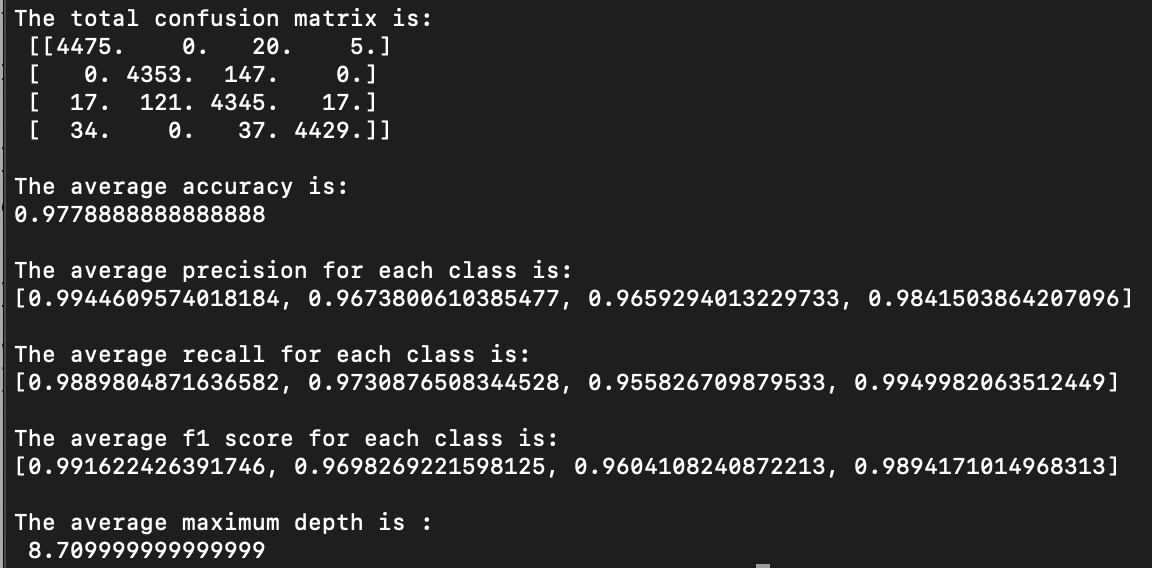 The total confusion matrix is:
[[4475. 0. 20. 5.]
[ 0. 4353. 147. 0.]
[ 17. 121. 4345. 17.]
[ 34. 0. 37. 4429.]]
The average accuracy is:
0.9778888888888888
The average precision for each class is:
[0.9944609574018184, 0.9673800610385477, 0.9659294013229733, 0.9841503864207096]
The average recall for each class is:
[0.9889804871636582, 0.9730876508344528, 0.955826709879533, 0.9949982063512449]
The average f1 score for each class is:
[0.991622426391746, 0.9698269221598125, 0.9604108240872213, 0.9894171014968313]
The average maximum depth is :
8.709999999999999